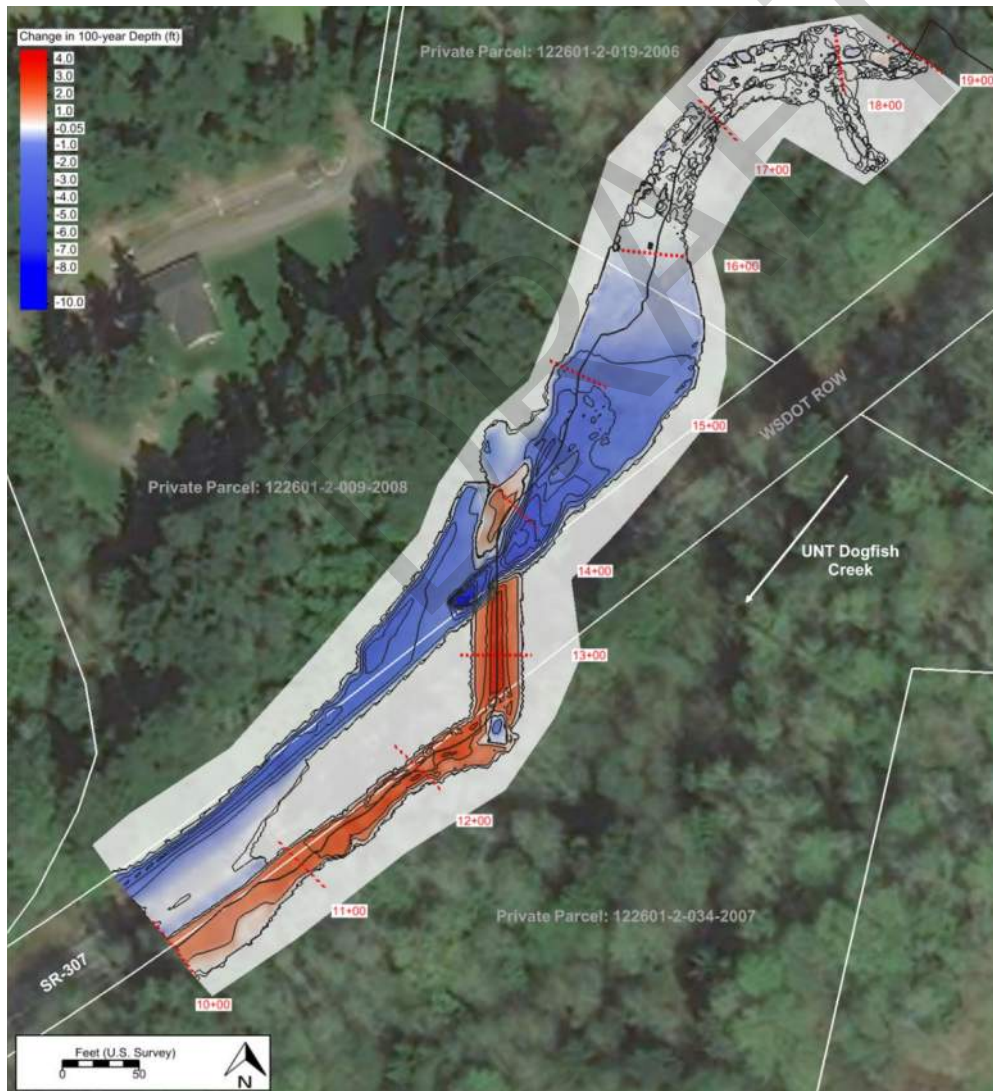 Change in 100-year Depth (ft)
4.0
3.0
2.0
1.0
-0.05
-1.0
-2.0
-3.0
-4.0
-5.0
-6.0
-7.0
-8.0
-10.0
Private Parcel: 122601-2-019-2006
19+00
18+00
17+00
16+00
15+00
WSDOT ROW
Private Parcel: 122601-2-009-2008
UNT Dogfish
Creek
14+00
13+00
12+00
11+00
Private Parcel: 122601-2-034-2007
SR-307
10+00
Feet (U.S. Survey)
0 50
N
DRAFT